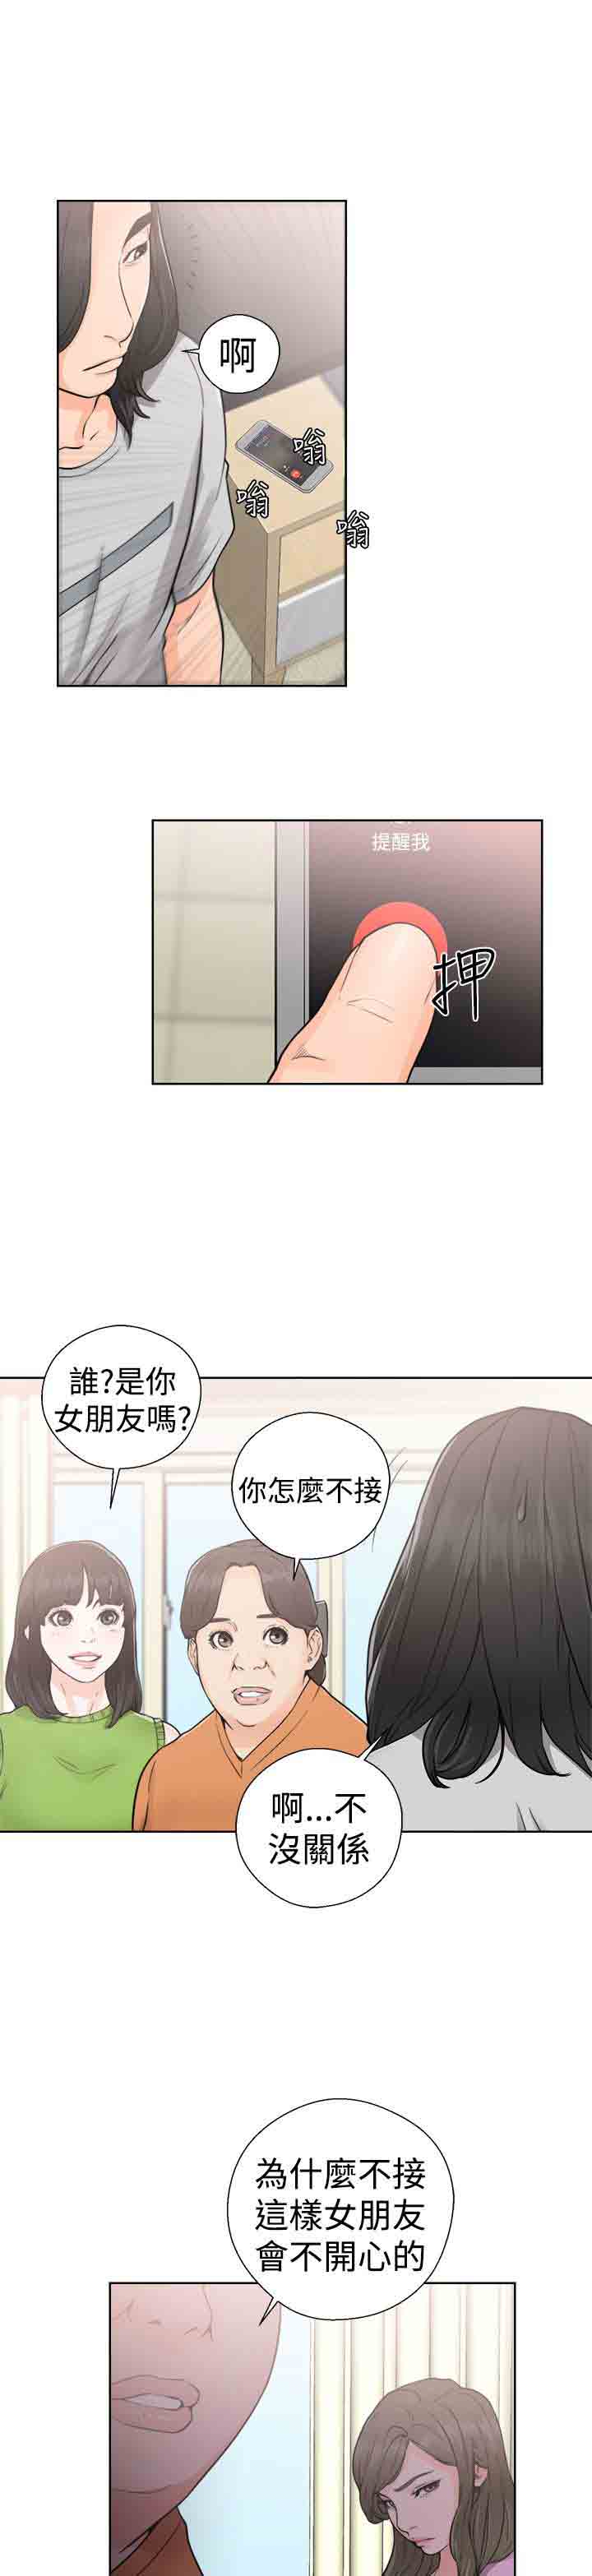 啊
嗡
嗡
嗡
提醒我
押
誰?是你
女朋友嗎?
你怎麼不接
啊...不
沒關係
為什麼不接
這樣女朋友
會不開心的